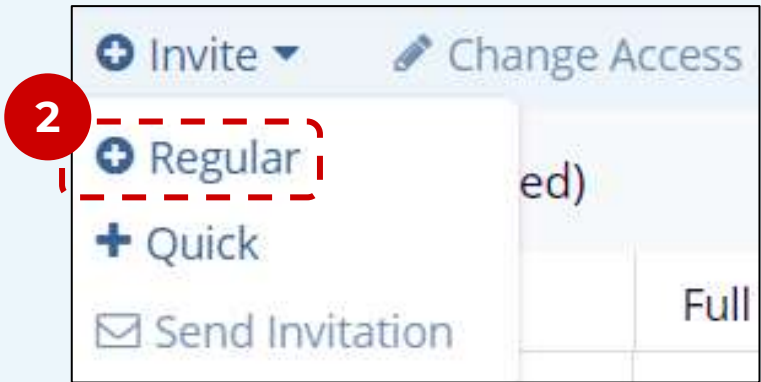 Invite Change Access
2
Regular
ed)
Quick
Full
Send Invitation